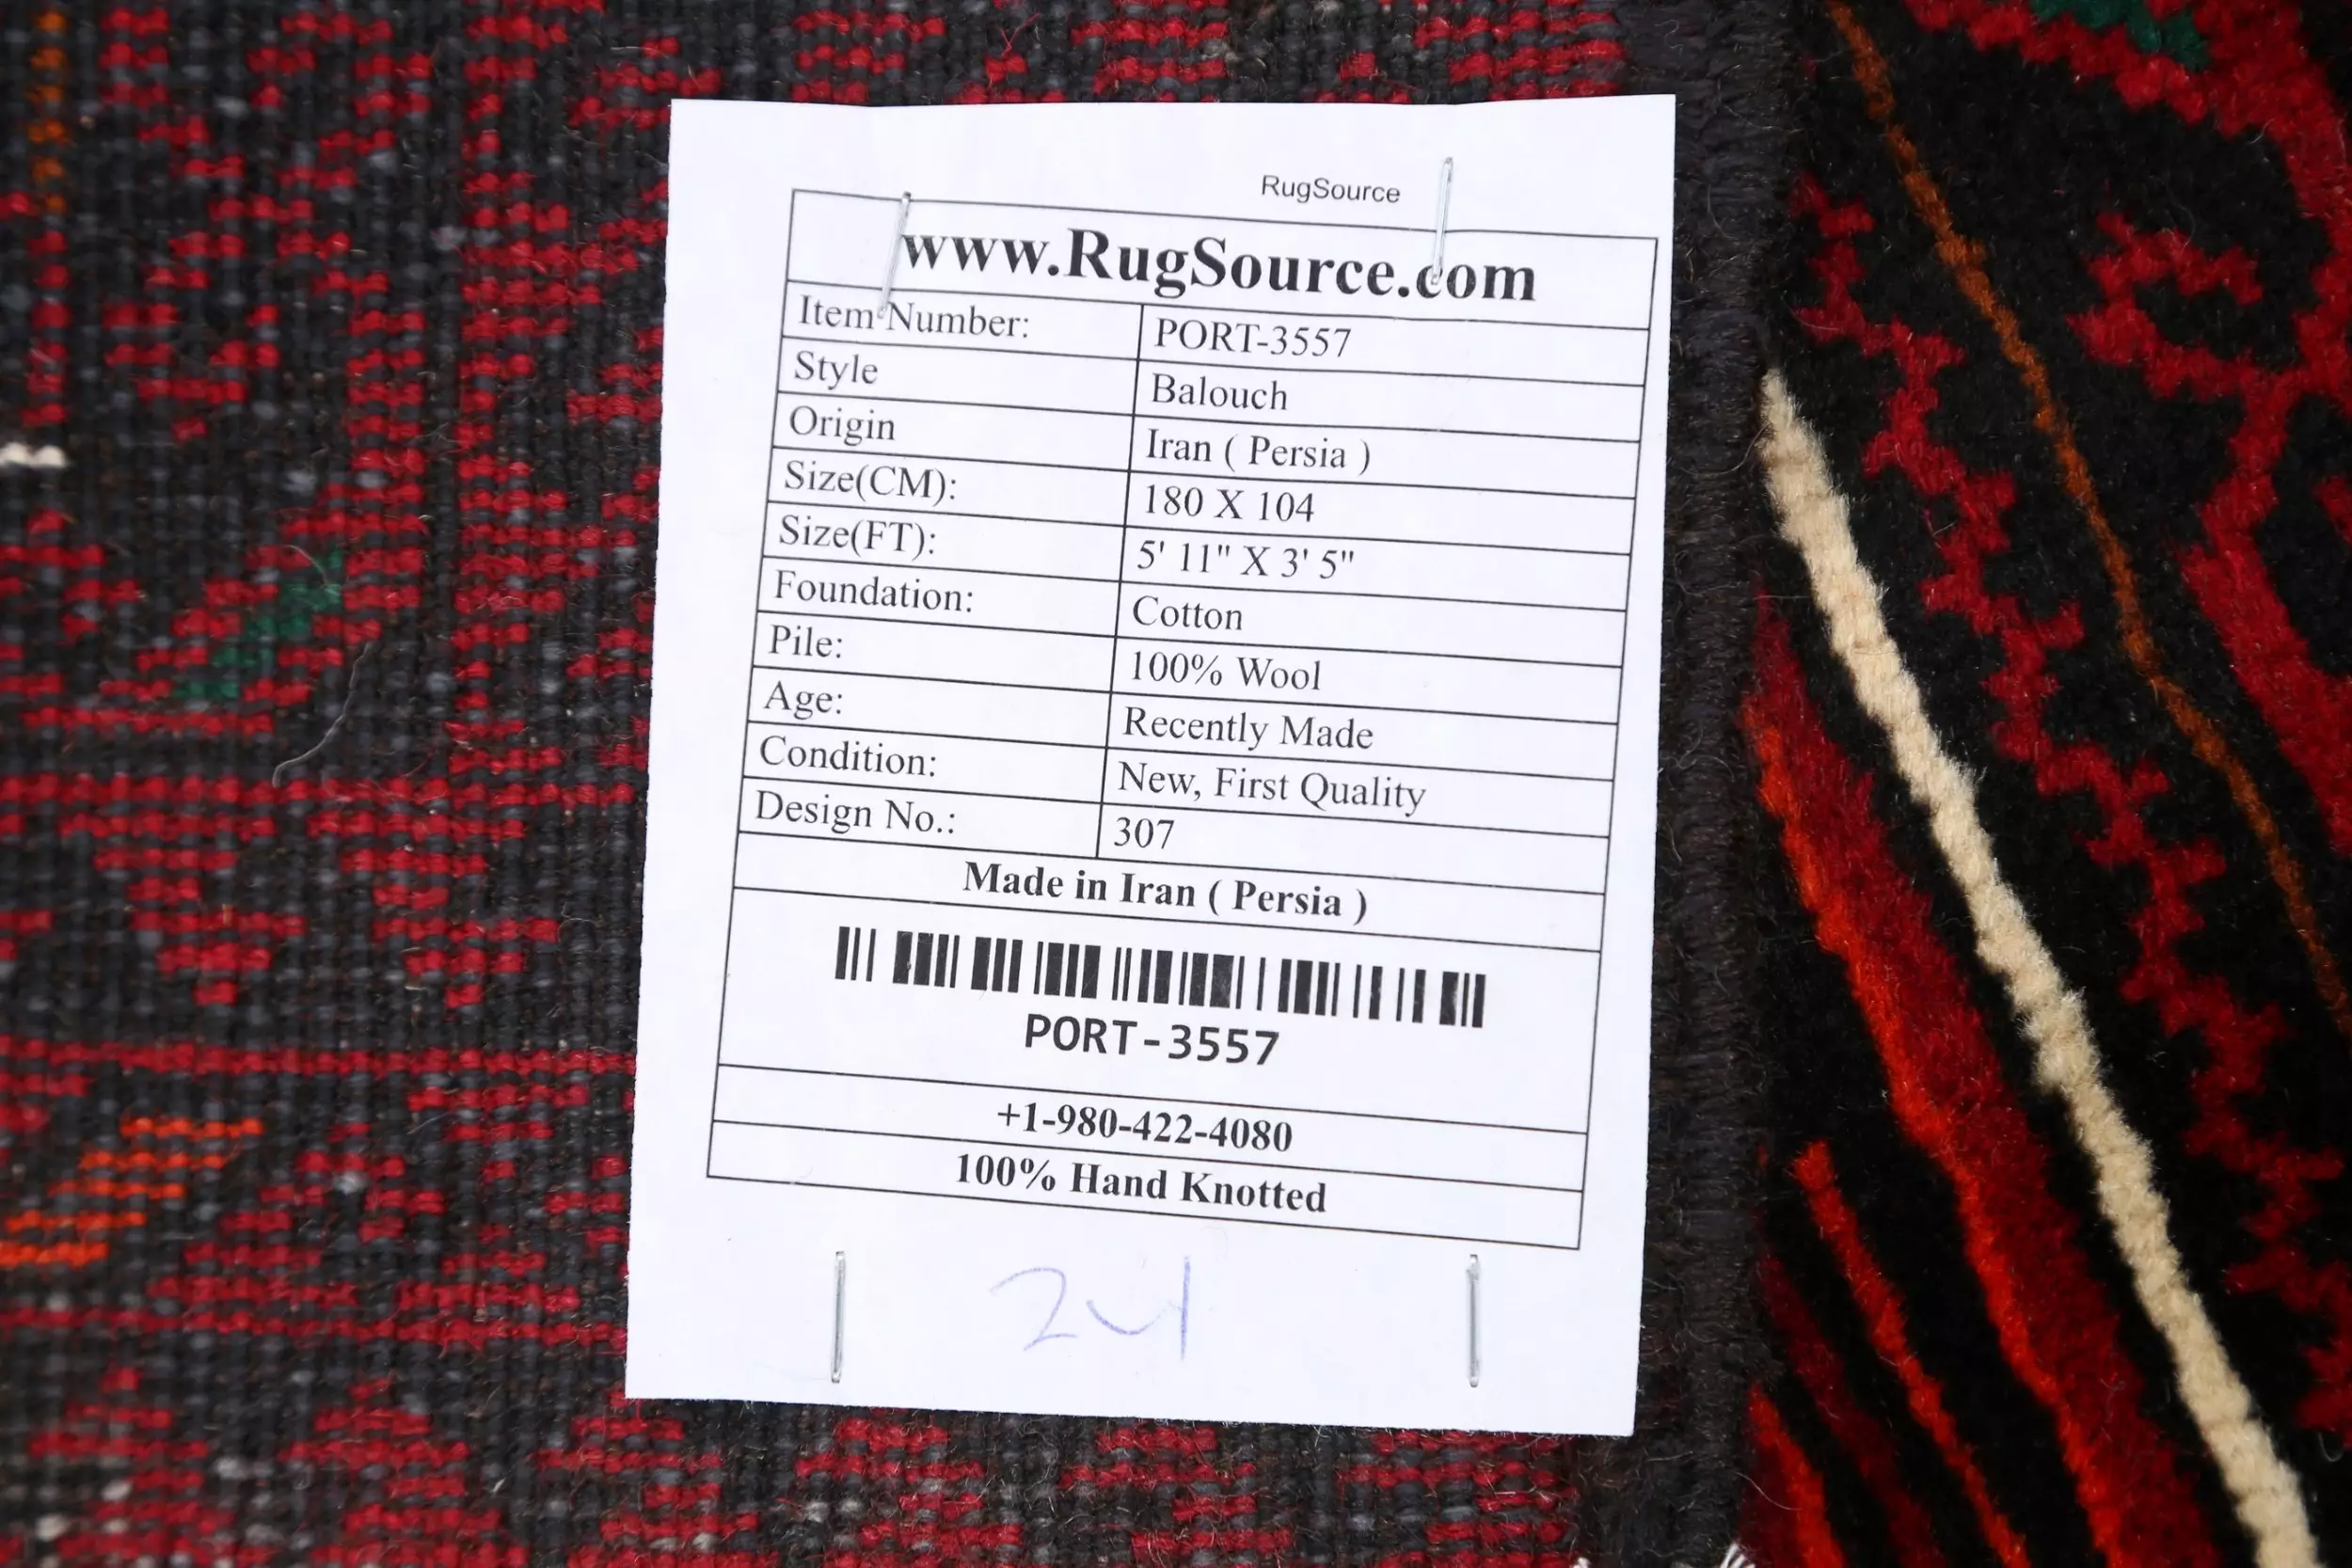 RugSource
www.RugSource.com
Item Number: PORT-3557
Style Balouch
Origin Iran ( Persia )
Size(CM): 180 X 104
Size(FT): 5' 11" X 3' 5"
Foundation: Cotton
Pile: 100% Wool
Age: Recently Made
Condition: New, First Quality
Design No.: 307
Made in Iran ( Persia )
PORT-3557
+1-980-422-4080
100% Hand Knotted
24